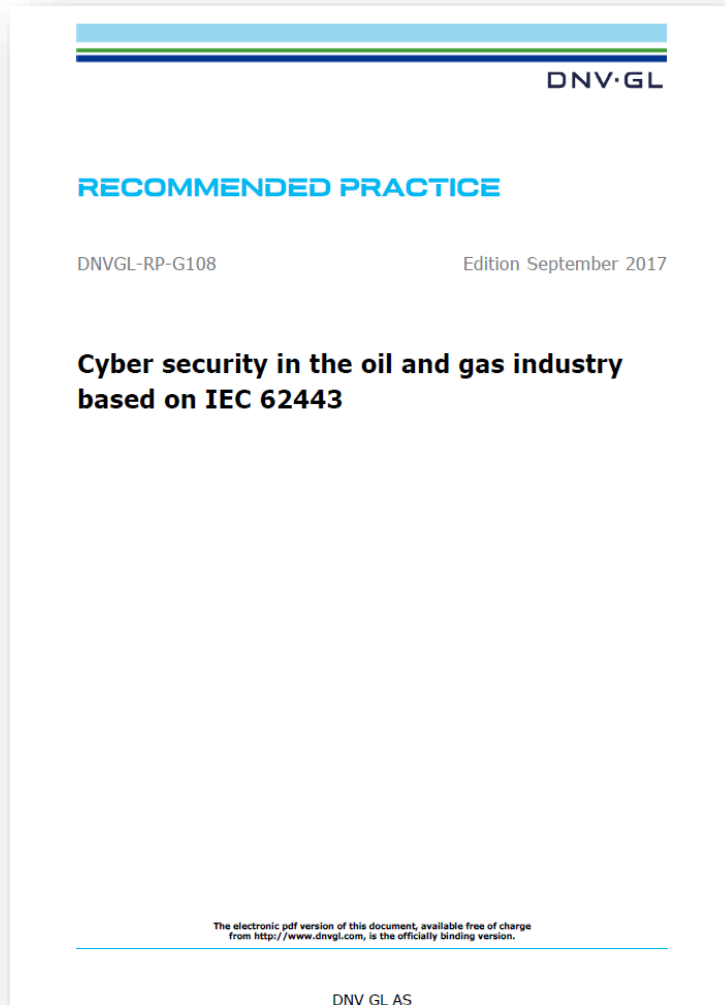 DNV·GL
RECOMMENDED PRACTICE
DNVGL-RP-G108 Edition September 2017
Cyber security in the oil and gas industry
based on IEC 62443
The electronic pdf version of this document, available free of charge
from http://www.dnvgl.com, is the officially binding version.
DNV GL AS